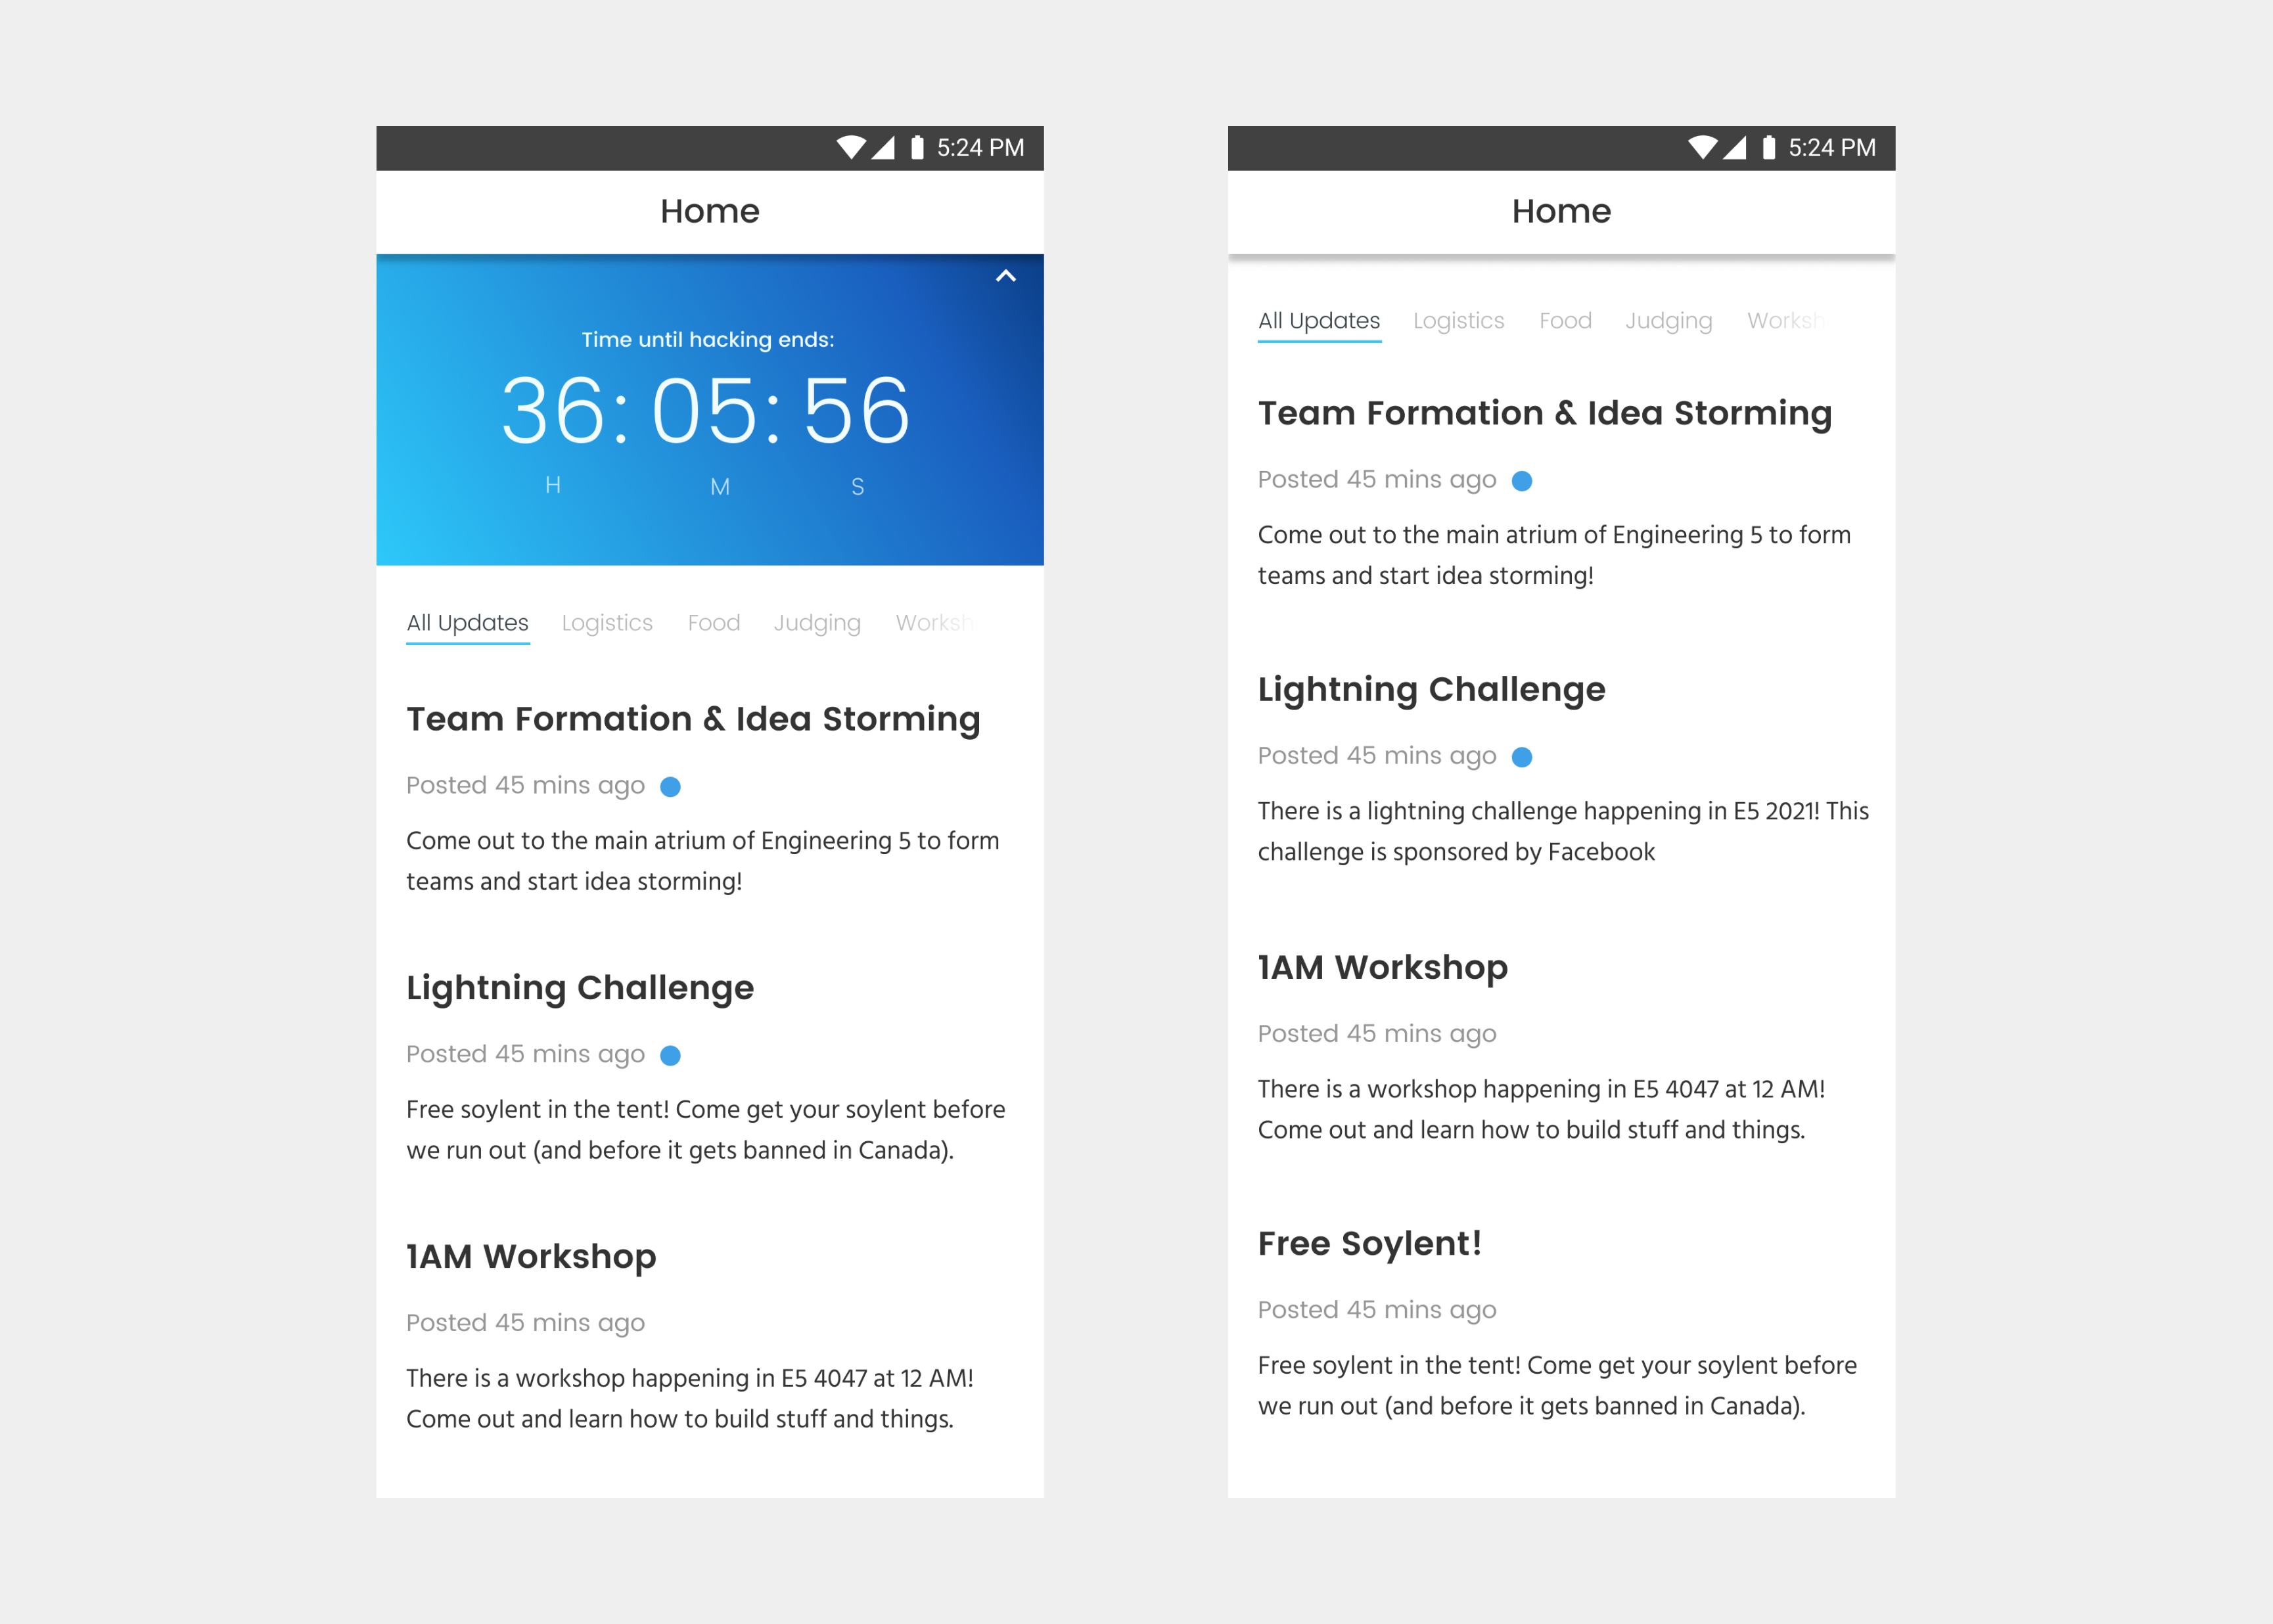 5:24 PM
Home
Time until hacking ends:
36: 05: 56
H M S
All Updates Logistics Food Judging Worksh
Team Formation & Idea Storming
Posted 45 mins ago
Come out to the main atrium of Engineering 5 to form
teams and start idea storming!
Lightning Challenge
Posted 45 mins ago
Free soylent in the tent! Come get your soylent before
we run out (and before it gets banned in Canada).
1AM Workshop
Posted 45 mins ago
There is a workshop happening in E5 4047 at 12 AM!
Come out and learn how to build stuff and things.
5:24 PM
Home
All Updates Logistics Food Judging Worksh
Team Formation & Idea Storming
Posted 45 mins ago
Come out to the main atrium of Engineering 5 to form
teams and start idea storming!
Lightning Challenge
Posted 45 mins ago
There is a lightning challenge happening in E5 2021! This
challenge is sponsored by Facebook
1AM Workshop
Posted 45 mins ago
There is a workshop happening in E5 4047 at 12 AM!
Come out and learn how to build stuff and things.
Free Soylent!
Posted 45 mins ago
Free soylent in the tent! Come get your soylent before
we run out (and before it gets banned in Canada).